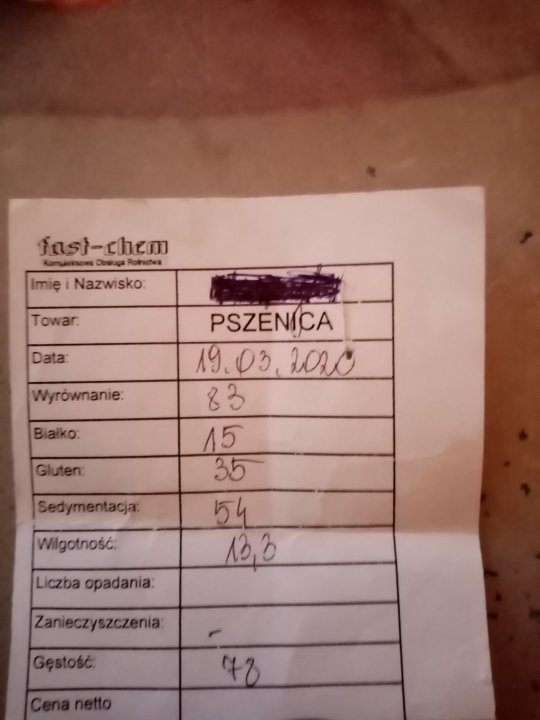 fast-chem
Kompleksowa Obsługa Rolnictwa
Imię i Nazwisko:
Towar: PSZENICA
Data: 19.03.2020
Wyrównanie: 83
Białko: 15
Gluten: 35
Sedymentacja: 54
Wilgotność: 13,3
Liczba opadania:
Zanieczyszczenia: -
Gęstość: 78
Cena netto